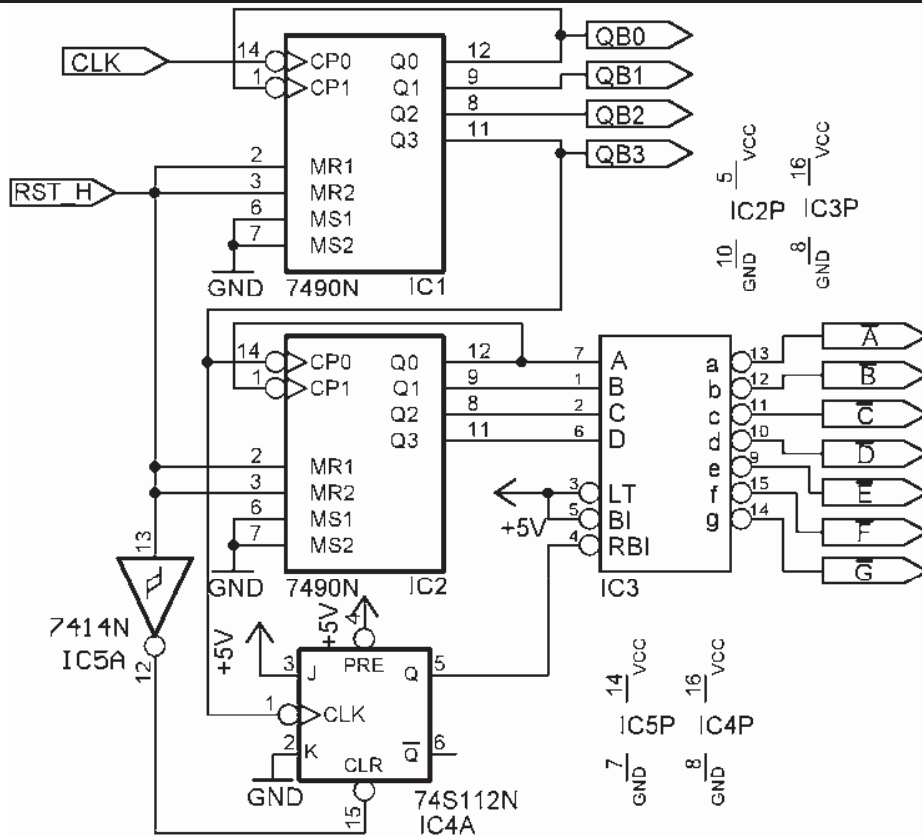 CLK
14 CP0 Q0 12 QB0
1 CP1 Q1 9 QB1
Q2 8 QB2
Q3 11 QB3
RST_H
2 MR1
3 MR2
6 MS1
7 MS2
GND
7490N IC1
5 VCC 16 VCC
IC2P IC3P
10 GND 8 GND
14 CP0 Q0 12
1 CP1 Q1 9
Q2 8
Q3 11
2 MR1
3 MR2
6 MS1
7 MS2
GND
7490N IC2
7 A a 13 A̅
1 B b 12 B̅
2 C c 11 C̅
6 D d 10 D̅
e 9 E̅
3 LT f 15 F̅
5 BI g 14 G̅
+5V
4 RBI
IC3
13
7414N
IC5A
12
+5V
+5V 4
PRE
3 J Q 5
1 CLK
2 K Q̅ 6
CLR
GND
15
74S112N
IC4A
14 VCC 16 VCC
IC5P IC4P
7 GND 8 GND